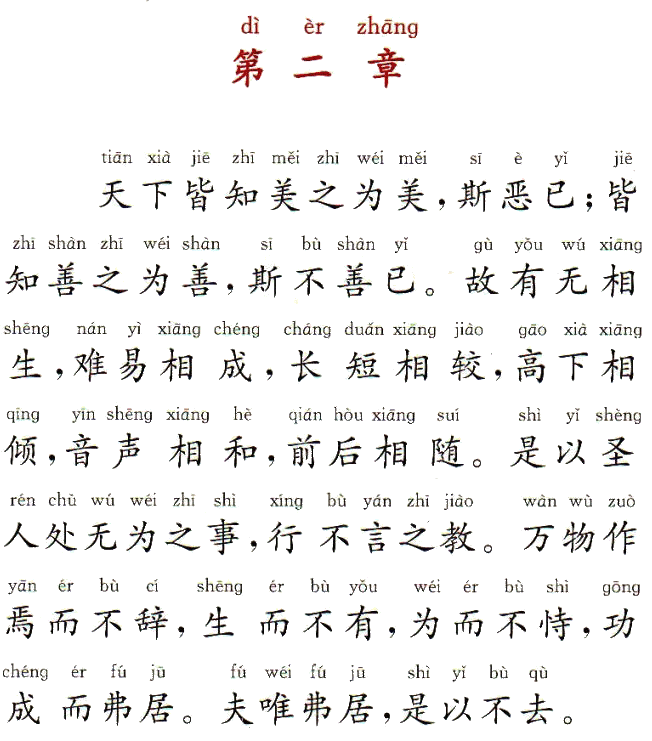 dì èr zhāng
第二章
tiān xià jiē zhī měi zhī wéi měi sī è yǐ jiē
天下皆知美之为美，斯恶已；皆
zhī shàn zhī wéi shàn sī bù shàn yǐ gù yǒu wú xiāng
知善之为善，斯不善已。故有无相
shēng nán yì xiāng chéng cháng duǎn xiāng jiào gāo xià xiāng
生，难易相成，长短相较，高下相
qīng yīn shēng xiāng hè qián hòu xiāng suí shì yǐ shèng
倾，音声相和，前后相随。是以圣
rén chǔ wú wéi zhī shì xíng bù yán zhī jiào wàn wù zuò
人处无为之事，行不言之教。万物作
yān ér bù cí shēng ér bù yǒu wéi ér bù shì gōng
焉而不辞，生而不有，为而不恃，功
chéng ér fú jū fú wéi fú jū shì yǐ bù qù
成而弗居。夫唯弗居，是以不去。